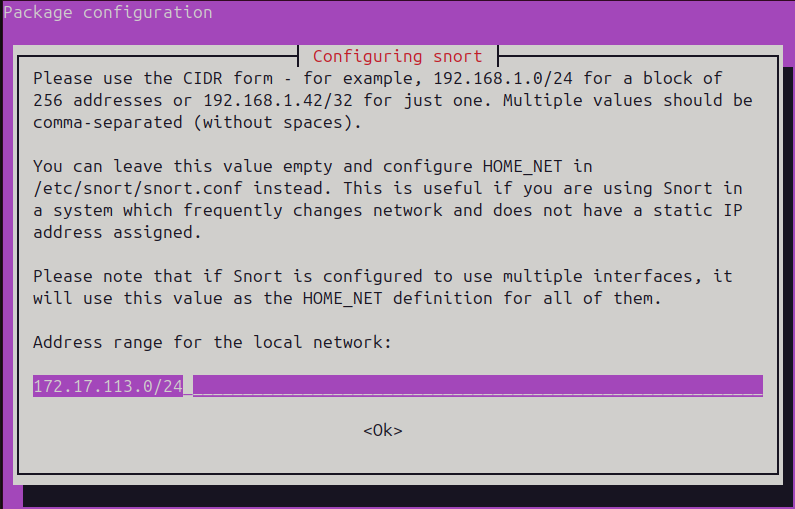 Package configuration
Configuring snort
Please use the CIDR form - for example, 192.168.1.0/24 for a block of
256 addresses or 192.168.1.42/32 for just one. Multiple values should be
comma-separated (without spaces).
You can leave this value empty and configure HOME_NET in
/etc/snort/snort.conf instead. This is useful if you are using Snort in
a system which frequently changes network and does not have a static IP
address assigned.
Please note that if Snort is configured to use multiple interfaces, it
will use this value as the HOME_NET definition for all of them.
Address range for the local network:
172.17.113.0/24
<Ok>